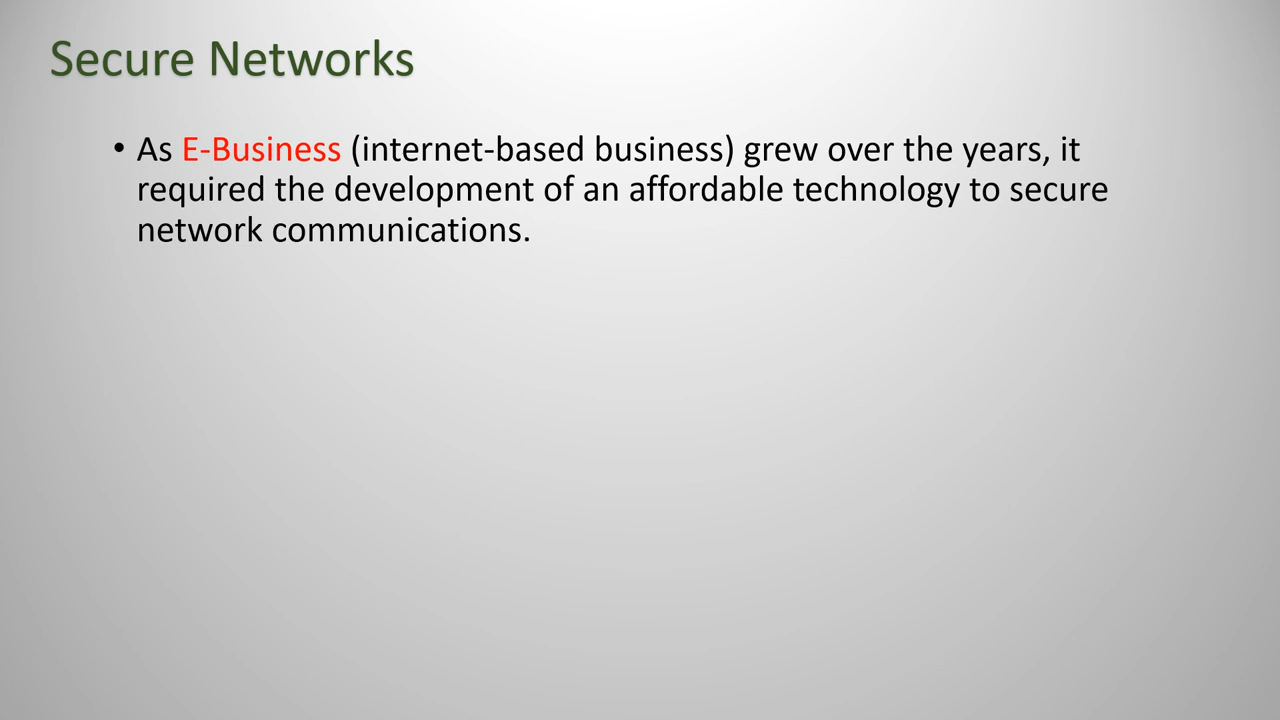 Secure Networks
• As E-Business (internet-based business) grew over the years, it
required the development of an affordable technology to secure
network communications.